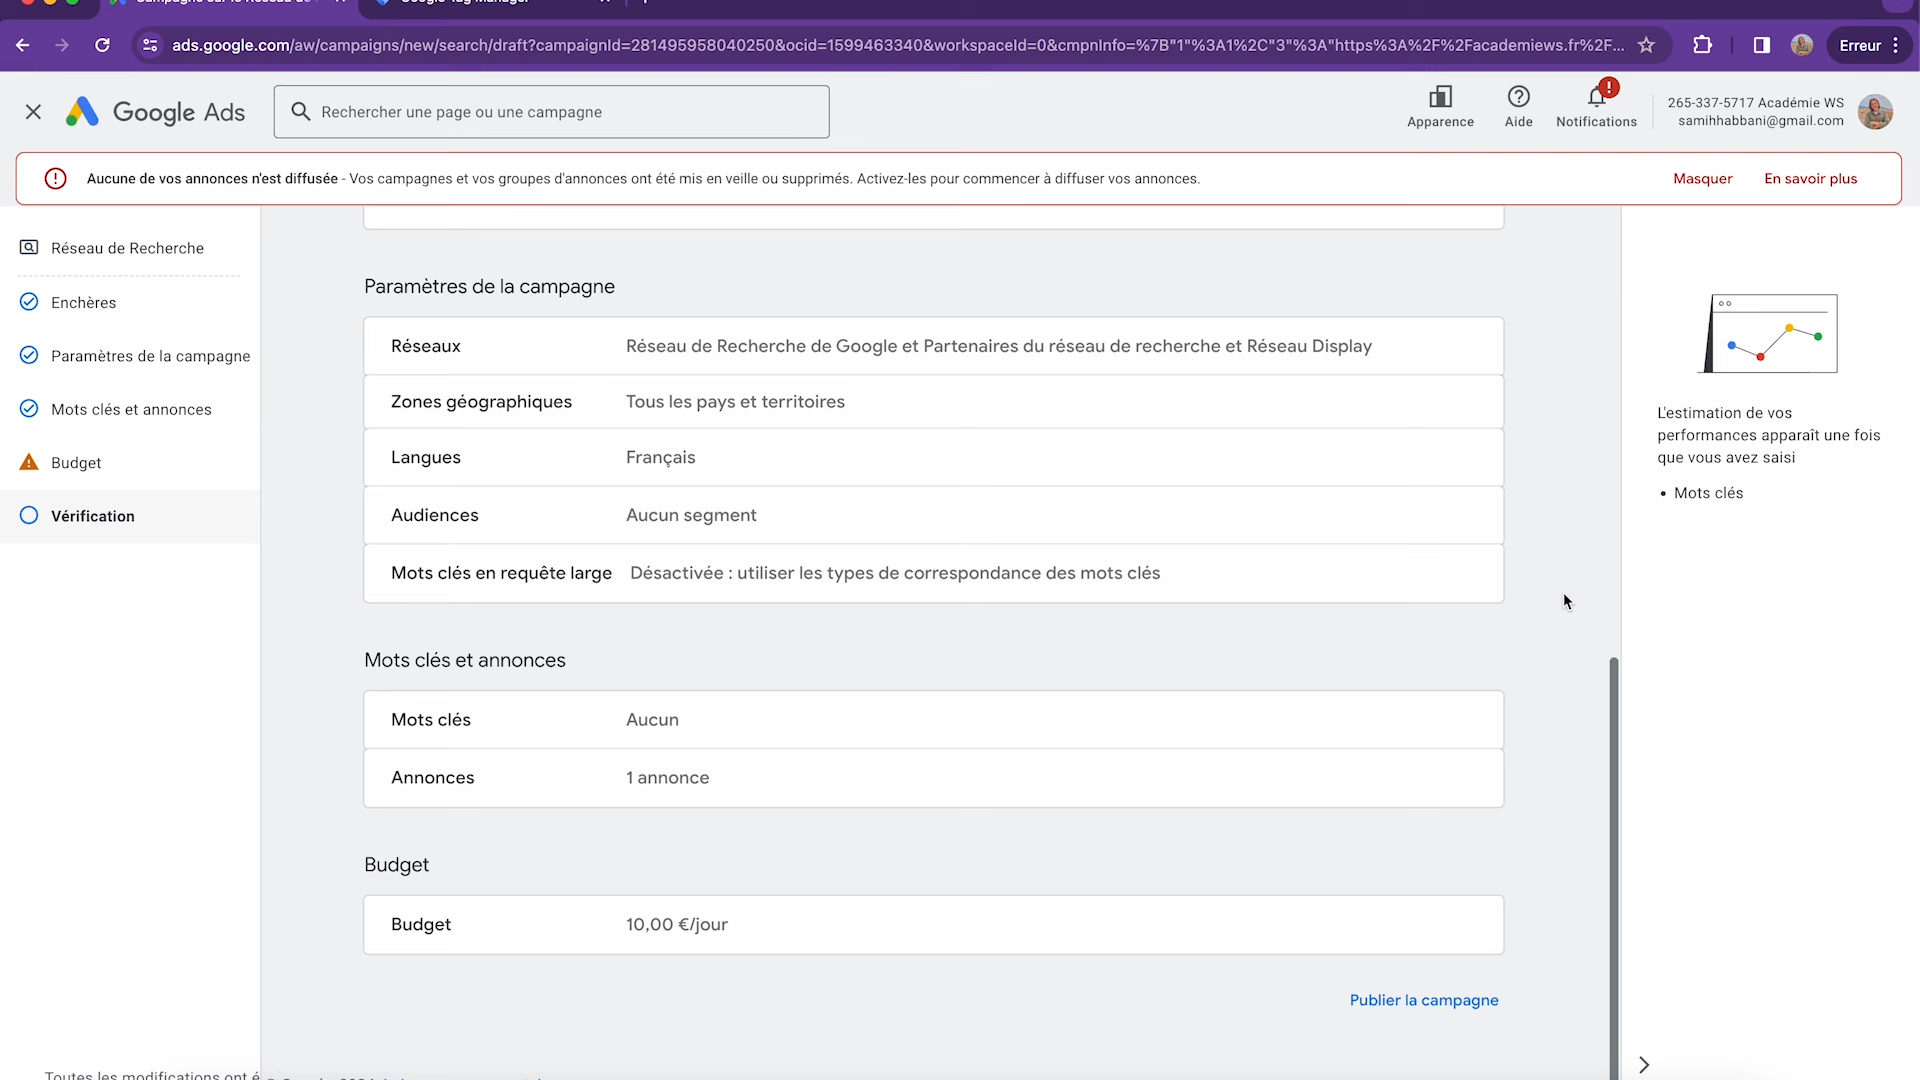 ads.google.com/aw/campaigns/new/search/draft?campaignId=281495958040250&ocid=1599463340&workspaceId=0&cmpnInfo=%7B"1"%3A1%2C"3"%3A"https%3A%2F%2Facademiews.fr%2F...
Erreur
Google Ads
Rechercher une page ou une campagne
Apparence
Aide
Notifications
265-337-5717 Académie WS
samihhabbani@gmail.com
Aucune de vos annonces n'est diffusée - Vos campagnes et vos groupes d'annonces ont été mis en veille ou supprimés. Activez-les pour commencer à diffuser vos annonces.
Masquer
En savoir plus
Réseau de Recherche
Enchères
Paramètres de la campagne
Mots clés et annonces
Budget
Vérification
Paramètres de la campagne
Réseaux Réseau de Recherche de Google et Partenaires du réseau de recherche et Réseau Display
Zones géographiques Tous les pays et territoires
Langues Français
Audiences Aucun segment
Mots clés en requête large Désactivée : utiliser les types de correspondance des mots clés
Mots clés et annonces
Mots clés Aucun
Annonces 1 annonce
Budget
Budget 10,00 €/jour
Publier la campagne
L'estimation de vos
performances apparaît une fois
que vous avez saisi
• Mots clés
Toutes les modifications ont é